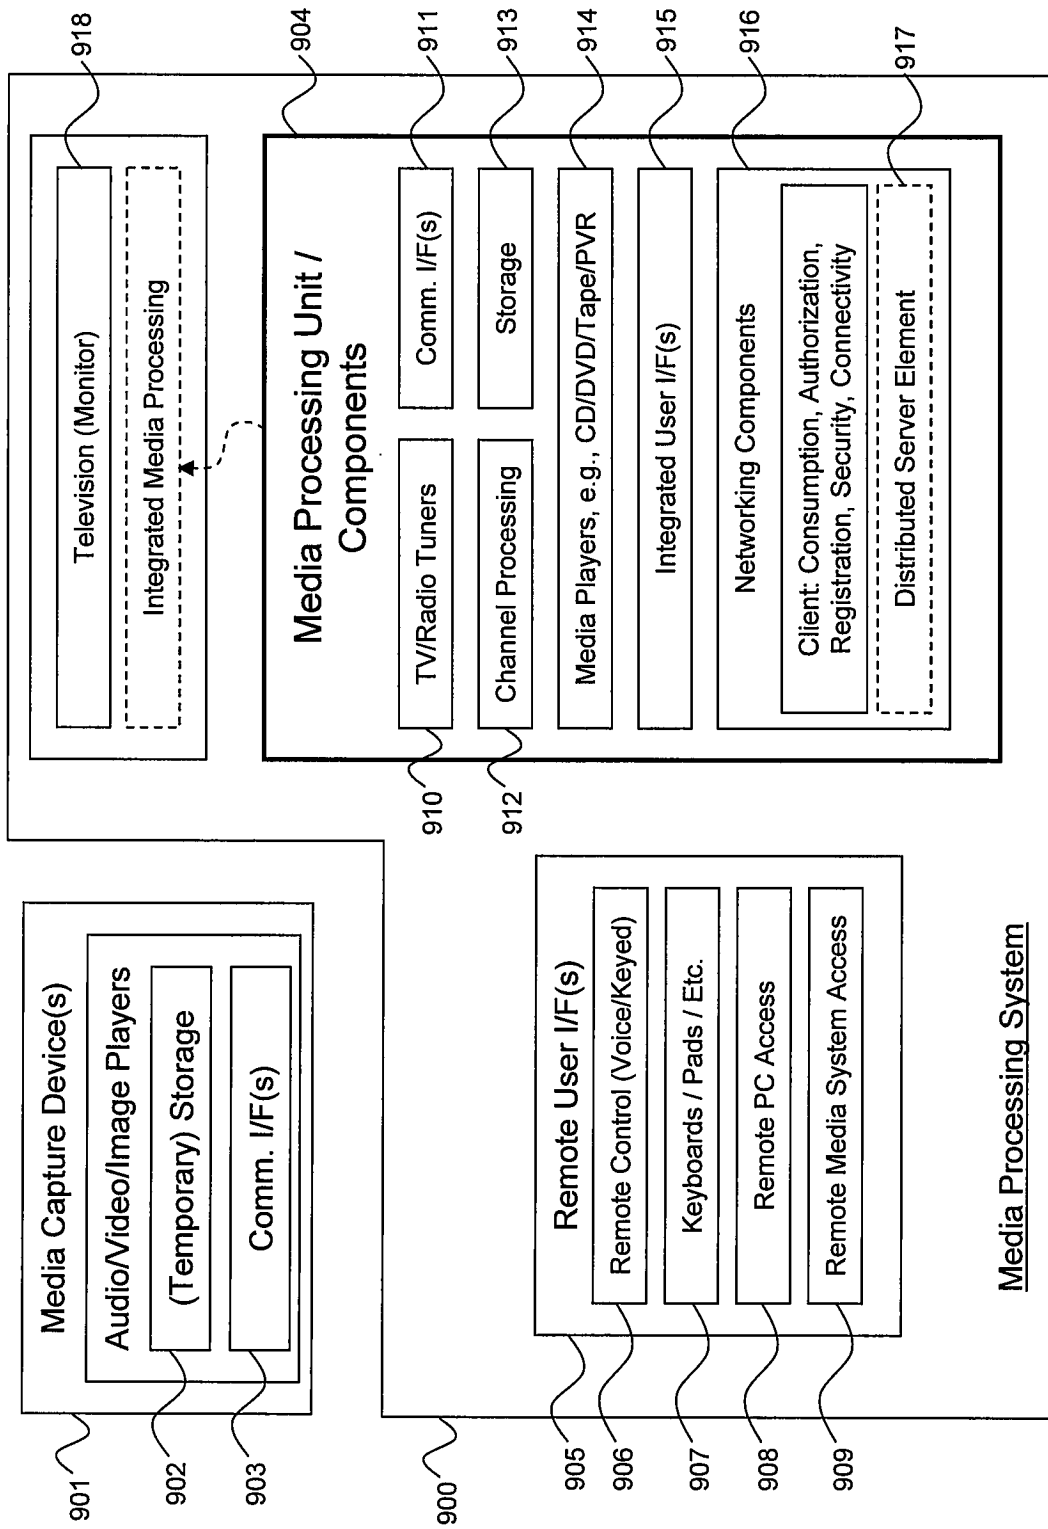 901
Media Capture Device(s)
Audio/Video/Image Players
902
(Temporary) Storage
903
Comm. I/F(s)
918
Television (Monitor)
Integrated Media Processing
900
904
Media Processing Unit /
Components
910
TV/Radio Tuners
Comm. I/F(s)
911
912
Channel Processing
Storage
913
Media Players, e.g., CD/DVD/Tape/PVR
914
Integrated User I/F(s)
915
Networking Components
916
Client: Consumption, Authorization,
Registration, Security, Connectivity
Distributed Server Element
917
905
Remote User I/F(s)
906
Remote Control (Voice/Keyed)
907
Keyboards / Pads / Etc.
908
Remote PC Access
909
Remote Media System Access
Media Processing System